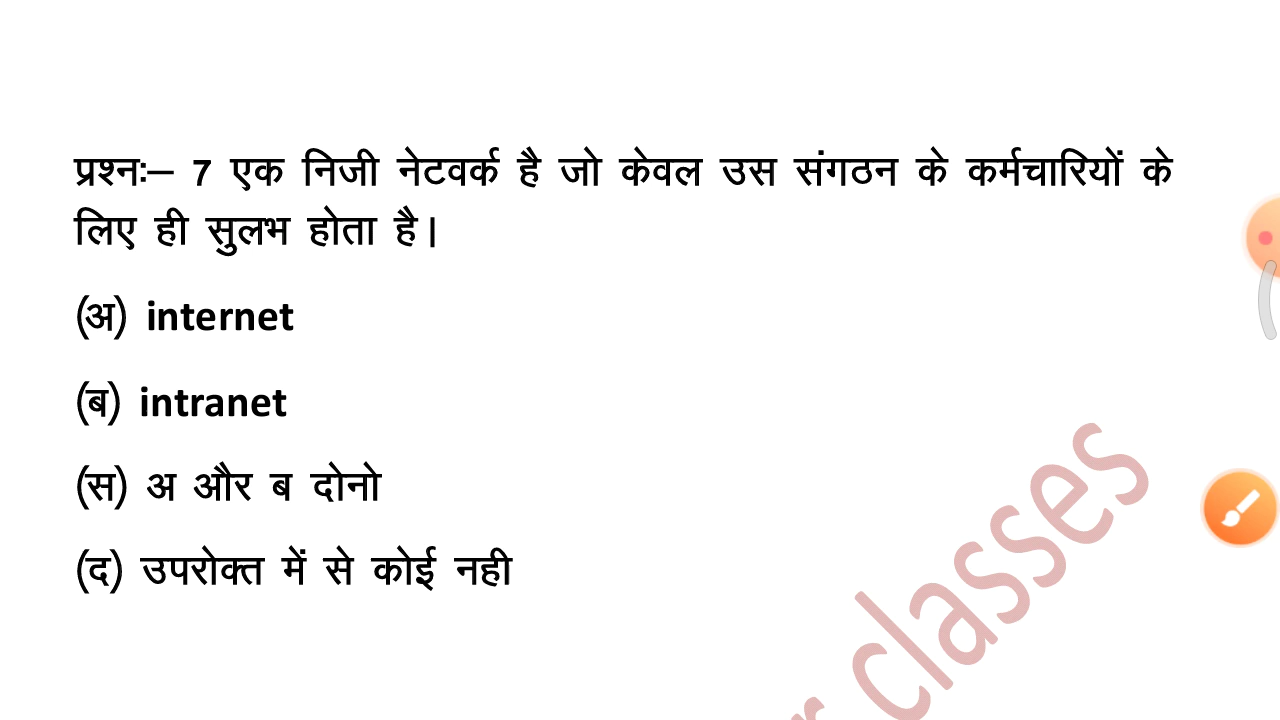 प्रश्नः– 7 एक निजी नेटवर्क है जो केवल उस संगठन के कर्मचारियों के
लिए ही सुलभ होता है।
(अ) internet
(ब) intranet
(स) अ और ब दोनो
(द) उपरोक्त में से कोई नही
classes